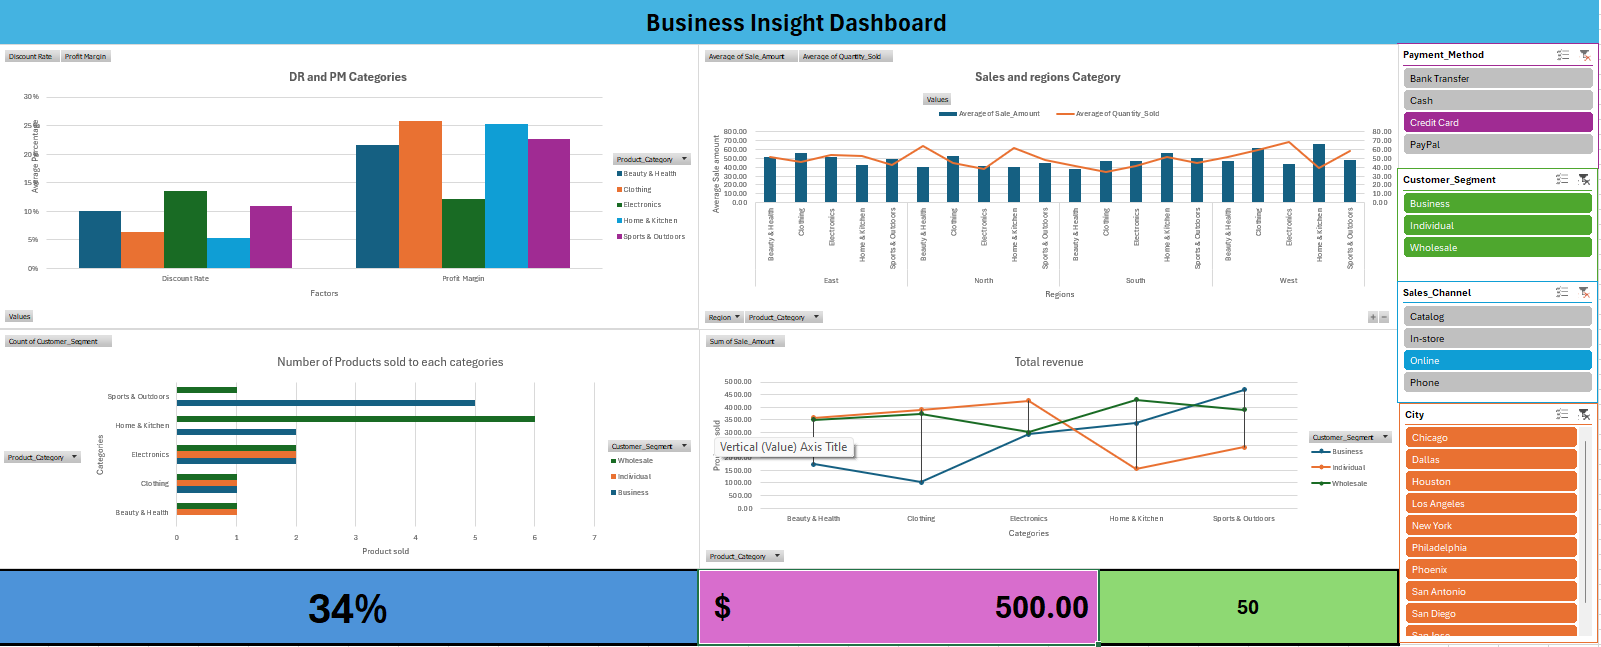 Business Insight Dashboard
Discount Rate
Profit Margin
DR and PM Categories
30%
25%
20%
15%
10%
5%
0%
Average Percentage
Discount Rate
Profit Margin
Factors
Product_Category
Beauty & Health
Clothing
Electronics
Home & Kitchen
Sports & Outdoors
Values
Average of Sale_Amount
Average of Quantity_Sold
Sales and regions Category
Values
Average of Sale_Amount
Average of Quantity_Sold
Average Sale amount
800.00
700.00
600.00
500.00
400.00
300.00
200.00
100.00
0.00
80.00
70.00
60.00
50.00
40.00
30.00
20.00
10.00
0.00
Beauty & Health
Clothing
Electronics
Home & Kitchen
Sports & Outdoors
Beauty & Health
Clothing
Electronics
Home & Kitchen
Sports & Outdoors
Beauty & Health
Clothing
Electronics
Home & Kitchen
Sports & Outdoors
Beauty & Health
Clothing
Electronics
Home & Kitchen
Sports & Outdoors
East
North
South
West
Regions
Region
Product_Category
Count of Customer_Segment
Number of Products sold to each categories
Product_Category
Categories
Sports & Outdoors
Home & Kitchen
Electronics
Clothing
Beauty & Health
0 1 2 3 4 5 6 7
Product sold
Customer_Segment
Wholesale
Individual
Business
Sum of Sale_Amount
Total revenue
5000.00
4500.00
4000.00
3500.00
3000.00
1500.00
1000.00
500.00
0.00
sold
Vertical (Value) Axis Title
Beauty & Health
Clothing
Electronics
Home & Kitchen
Sports & Outdoors
Categories
Customer_Segment
Business
Individual
Wholesale
Product_Category
34%
$ 500.00
50
Payment_Method
Bank Transfer
Cash
Credit Card
PayPal
Customer_Segment
Business
Individual
Wholesale
Sales_Channel
Catalog
In-store
Online
Phone
City
Chicago
Dallas
Houston
Los Angeles
New York
Philadelphia
Phoenix
San Antonio
San Diego
San Jose